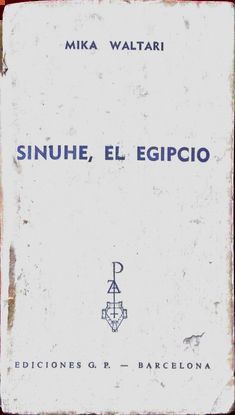 MIKA WALTARI
SINUHE, EL EGIPCIO
EDICIONES G. P. — BARCELONA